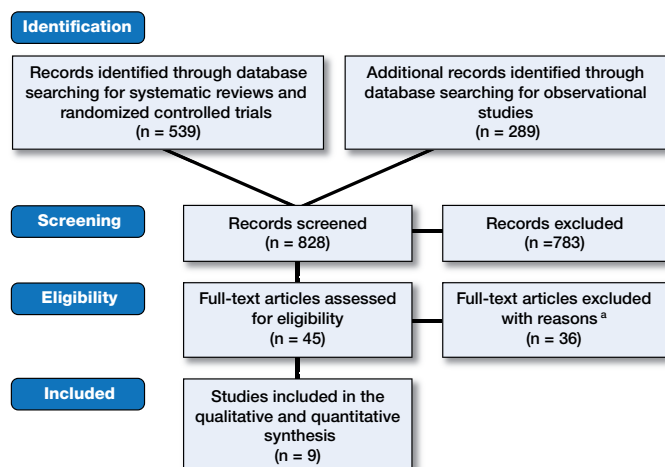 Identification
Records identified through database
searching for systematic reviews and
randomized controlled trials
(n = 539)
Additional records identified through
database searching for observational
studies
(n = 289)
Screening
Records screened
(n = 828)
Records excluded
(n =783)
Eligibility
Full-text articles assessed
for eligibility
(n = 45)
Full-text articles excluded
with reasons a
(n = 36)
Included
Studies included in the
qualitative and quantitative
synthesis
(n = 9)